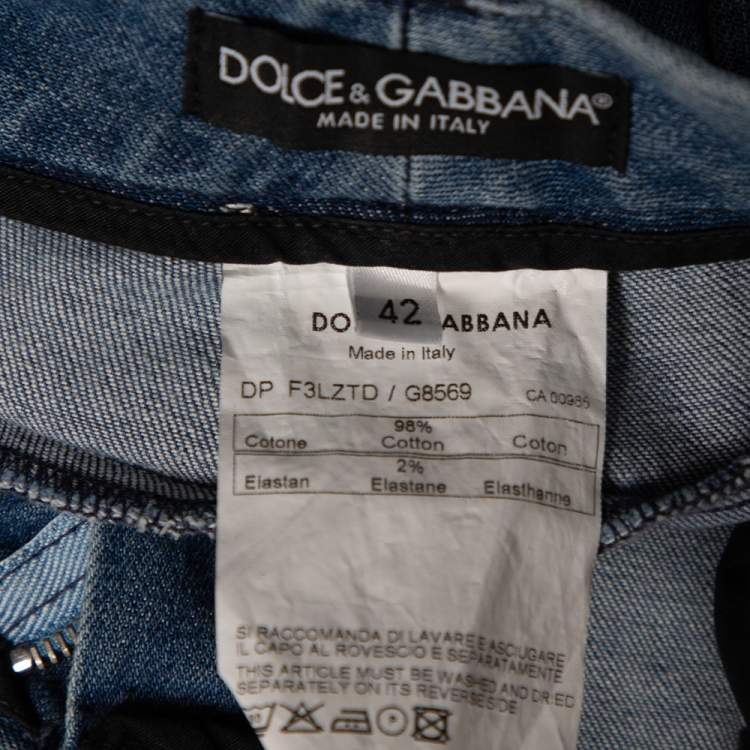 DOLCE & GABBANA®
MADE IN ITALY
42
DO ABBANA
Made in Italy
DP F3LZTD / G8569 CA 00985
98%
Cotone Cotton Coton
2%
Elastan Elastane Elasthanne
SI RACCOMANDA DI LAVARE E ASCIUGARE
IL CAPO AL ROVESCIO E SEPARATAMENTE
THIS ARTICLE MUST BE WASHED AND DRIED
SEPARATELY ON ITS REVERSE SIDE